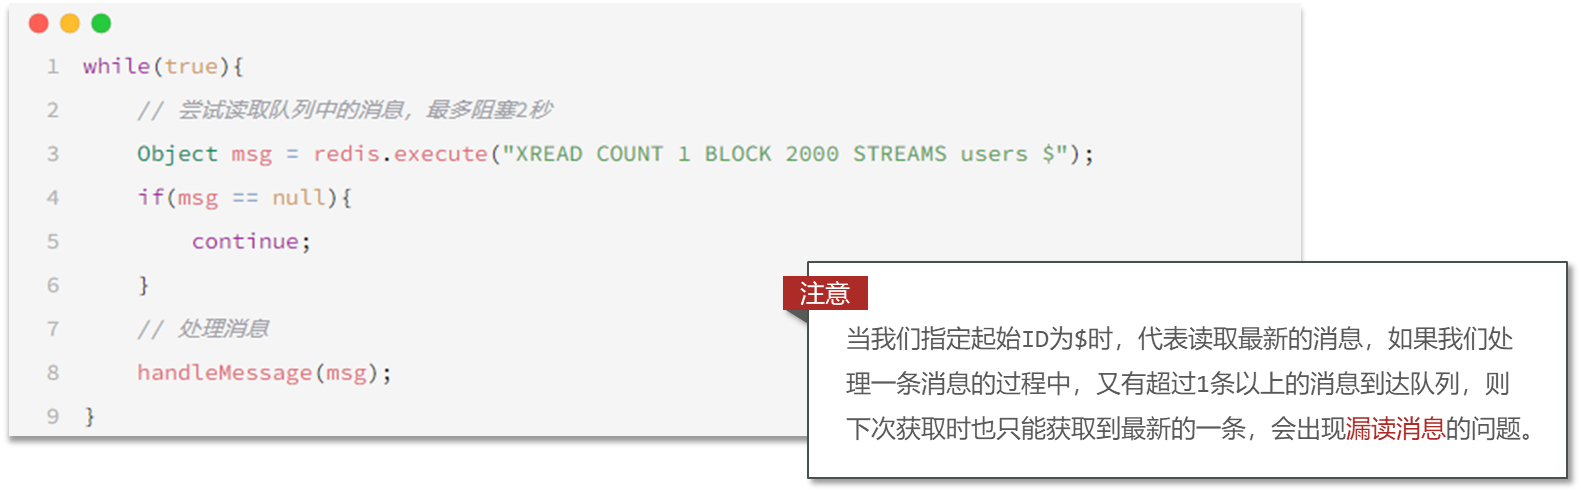 1 while(true){
2 // 尝试读取队列中的消息，最多阻塞2秒
3 Object msg = redis.execute("XREAD COUNT 1 BLOCK 2000 STREAMS users $");
4 if(msg == null){
5 continue;
6 }
7 // 处理消息
8 handleMessage(msg);
9 }
注意
当我们指定起始ID为$时，代表读取最新的消息，如果我们处
理一条消息的过程中，又有超过1条以上的消息到达队列，则
下次获取时也只能获取到最新的一条，会出现漏读消息的问题。